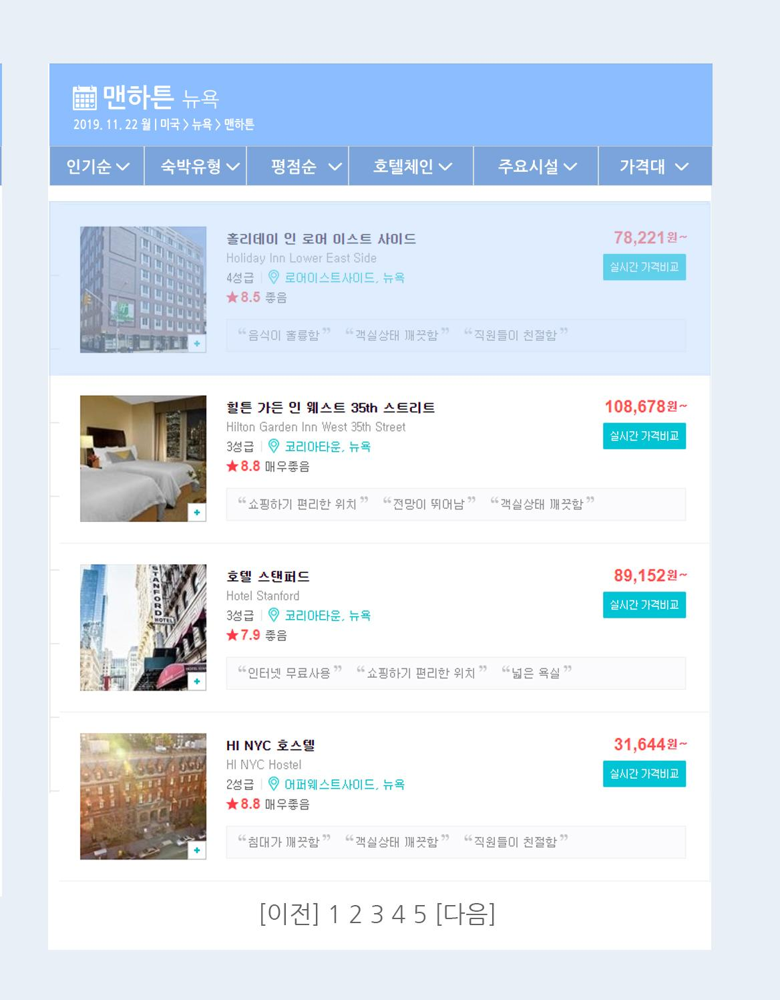 맨하튼 뉴욕
2019. 11. 22 월 | 미국 > 뉴욕 > 맨하튼
인기순 숙박유형 평점순 호텔체인 주요시설 가격대
홀리데이 인 로어 이스트 사이드
78,221원~
Holiday Inn Lower East Side
실시간 가격비교
4성급 | 로어이스트사이드, 뉴욕
★8.5 좋음
“음식이 훌륭함” “객실상태 깨끗함” “직원들이 친절함”
힐튼 가든 인 웨스트 35th 스트리트
108,678원~
Hilton Garden Inn West 35th Street
실시간 가격비교
3성급 | 코리아타운, 뉴욕
★8.8 매우좋음
“쇼핑하기 편리한 위치” “전망이 뛰어남” “객실상태 깨끗함”
STANFORD
HOTEL
호텔 스탠퍼드
89,152원~
Hotel Stanford
실시간 가격비교
3성급 | 코리아타운, 뉴욕
★7.9 좋음
“인터넷 무료사용” “쇼핑하기 편리한 위치” “넓은 욕실”
HI NYC 호스텔
31,644원~
HI NYC Hostel
실시간 가격비교
2성급 | 어퍼웨스트사이드, 뉴욕
★8.8 매우좋음
“침대가 깨끗함” “객실상태 깨끗함” “직원들이 친절함”
[이전] 1 2 3 4 5 [다음]